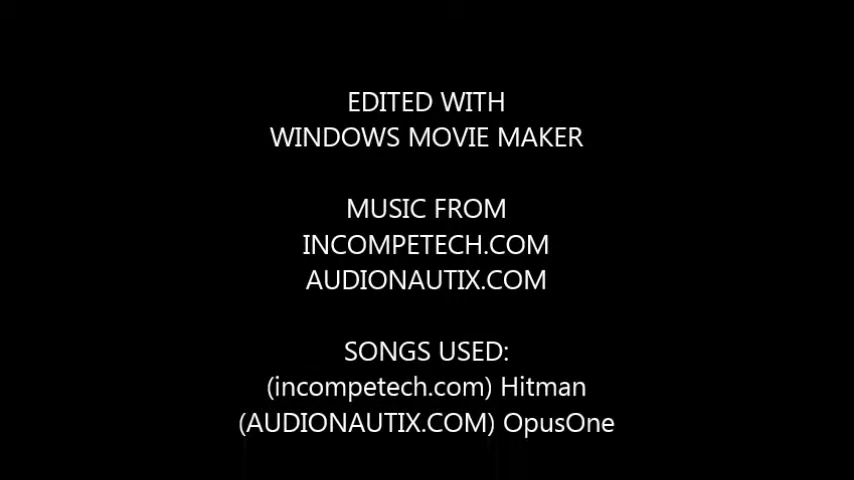 EDITED WITH
WINDOWS MOVIE MAKER
MUSIC FROM
INCOMPETECH.COM
AUDIONAUTIX.COM
SONGS USED:
(incompetech.com) Hitman
(AUDIONAUTIX.COM) OpusOne